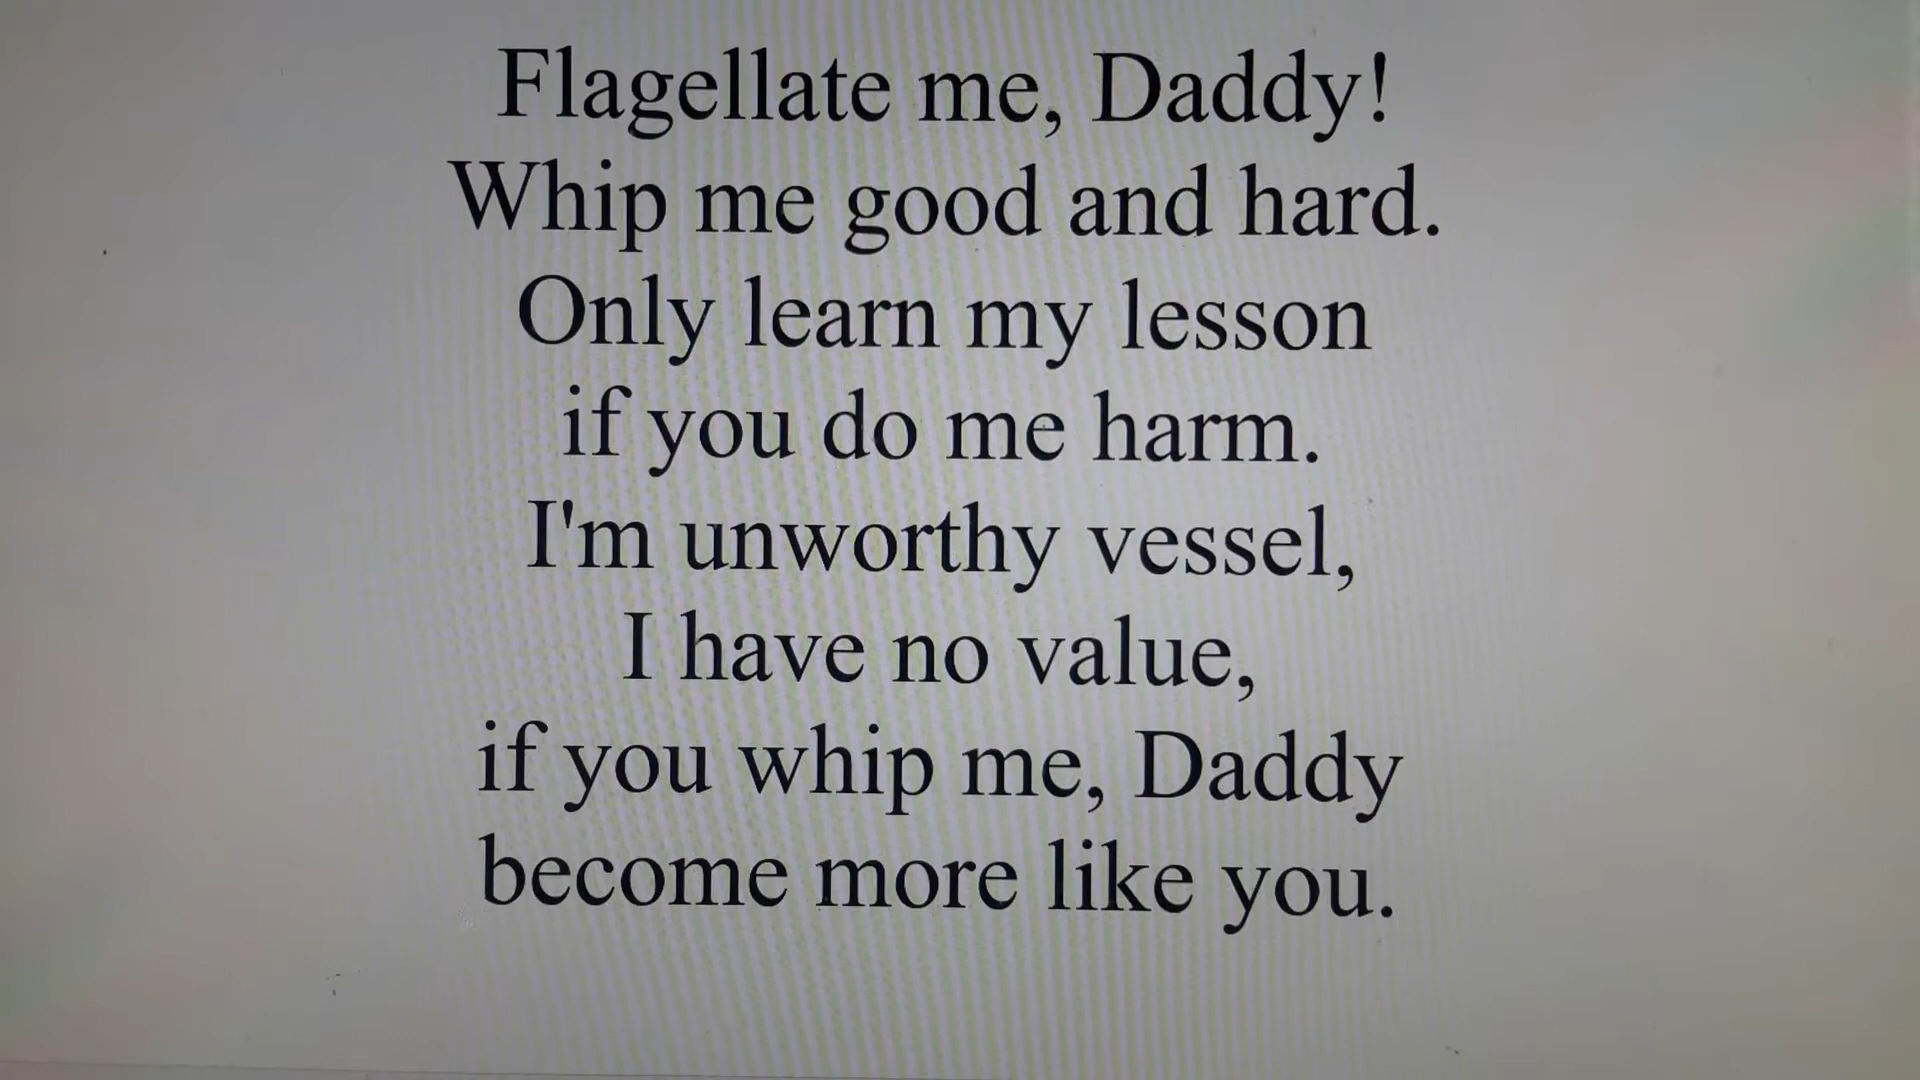 Flagellate me, Daddy!
Whip me good and hard.
Only learn my lesson
if you do me harm.
I'm unworthy vessel,
I have no value,
if you whip me, Daddy
become more like you.